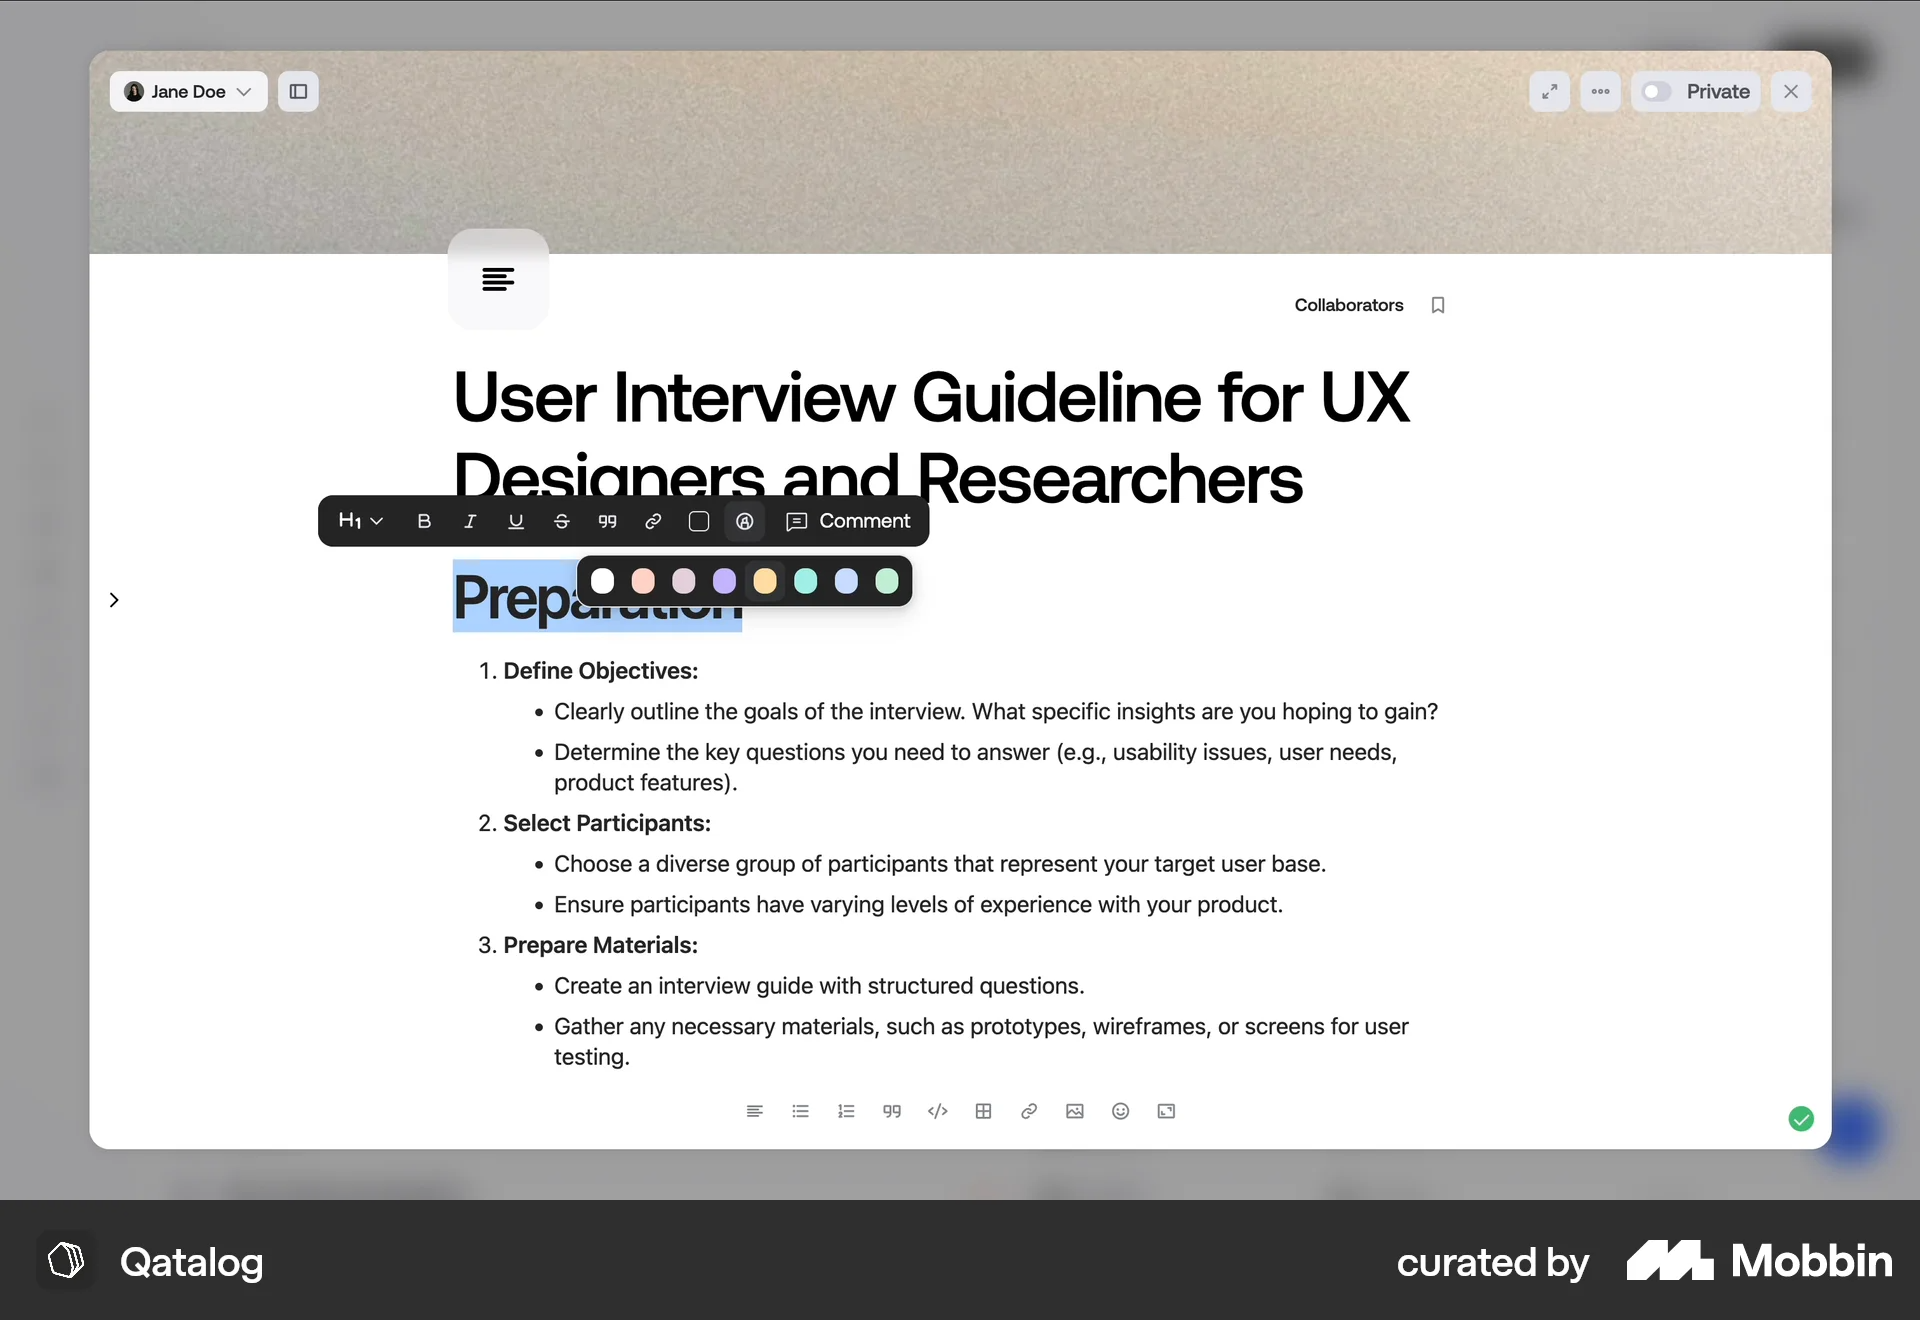 Jane Doe
Private
Collaborators
User Interview Guideline for UX
Designers and Researchers
H1
B I U S
Comment
Preparation
1. Define Objectives:
• Clearly outline the goals of the interview. What specific insights are you hoping to gain?
• Determine the key questions you need to answer (e.g., usability issues, user needs,
product features).
2. Select Participants:
• Choose a diverse group of participants that represent your target user base.
• Ensure participants have varying levels of experience with your product.
3. Prepare Materials:
• Create an interview guide with structured questions.
• Gather any necessary materials, such as prototypes, wireframes, or screens for user
testing.
Qatalog
curated by Mobbin